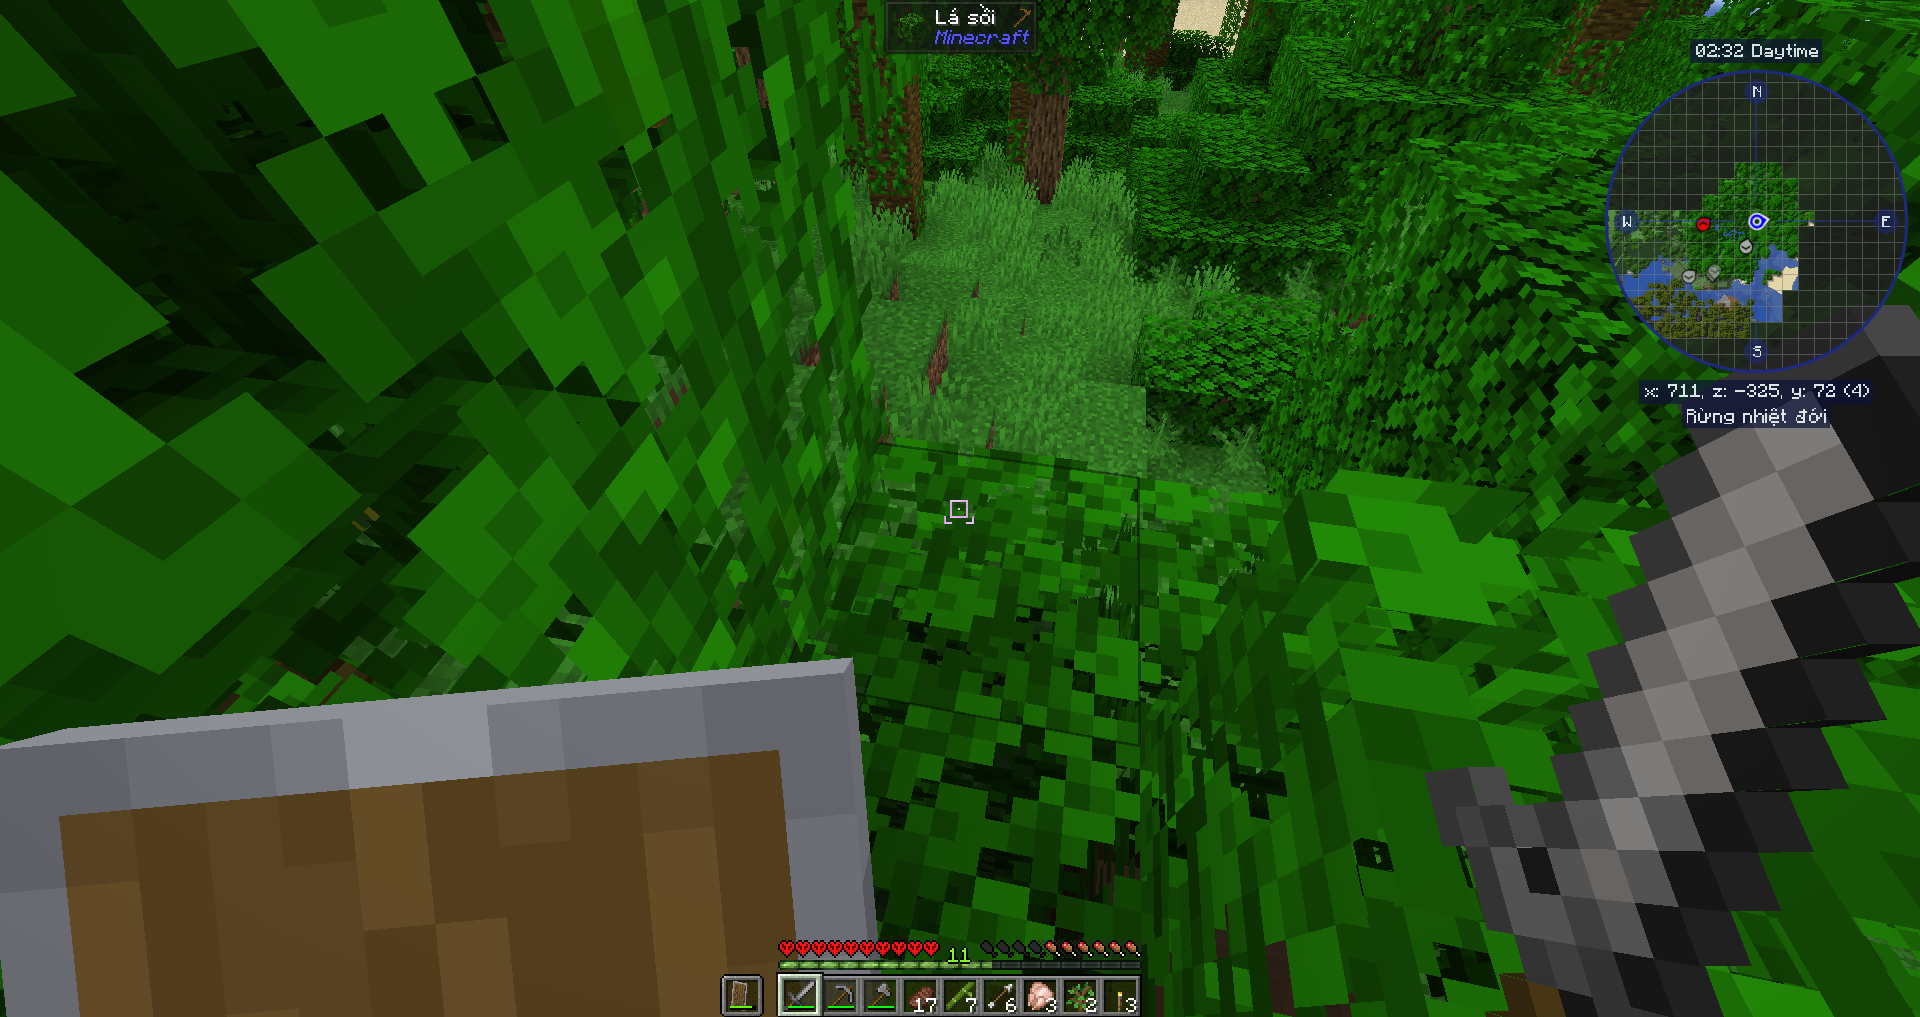 Lá sồi
Minecraft
02:32 Daytime
N
W
E
S
x: 711, z: -325, y: 72 (4)
Rừng nhiệt đới
11
17
7
6
3
2
3